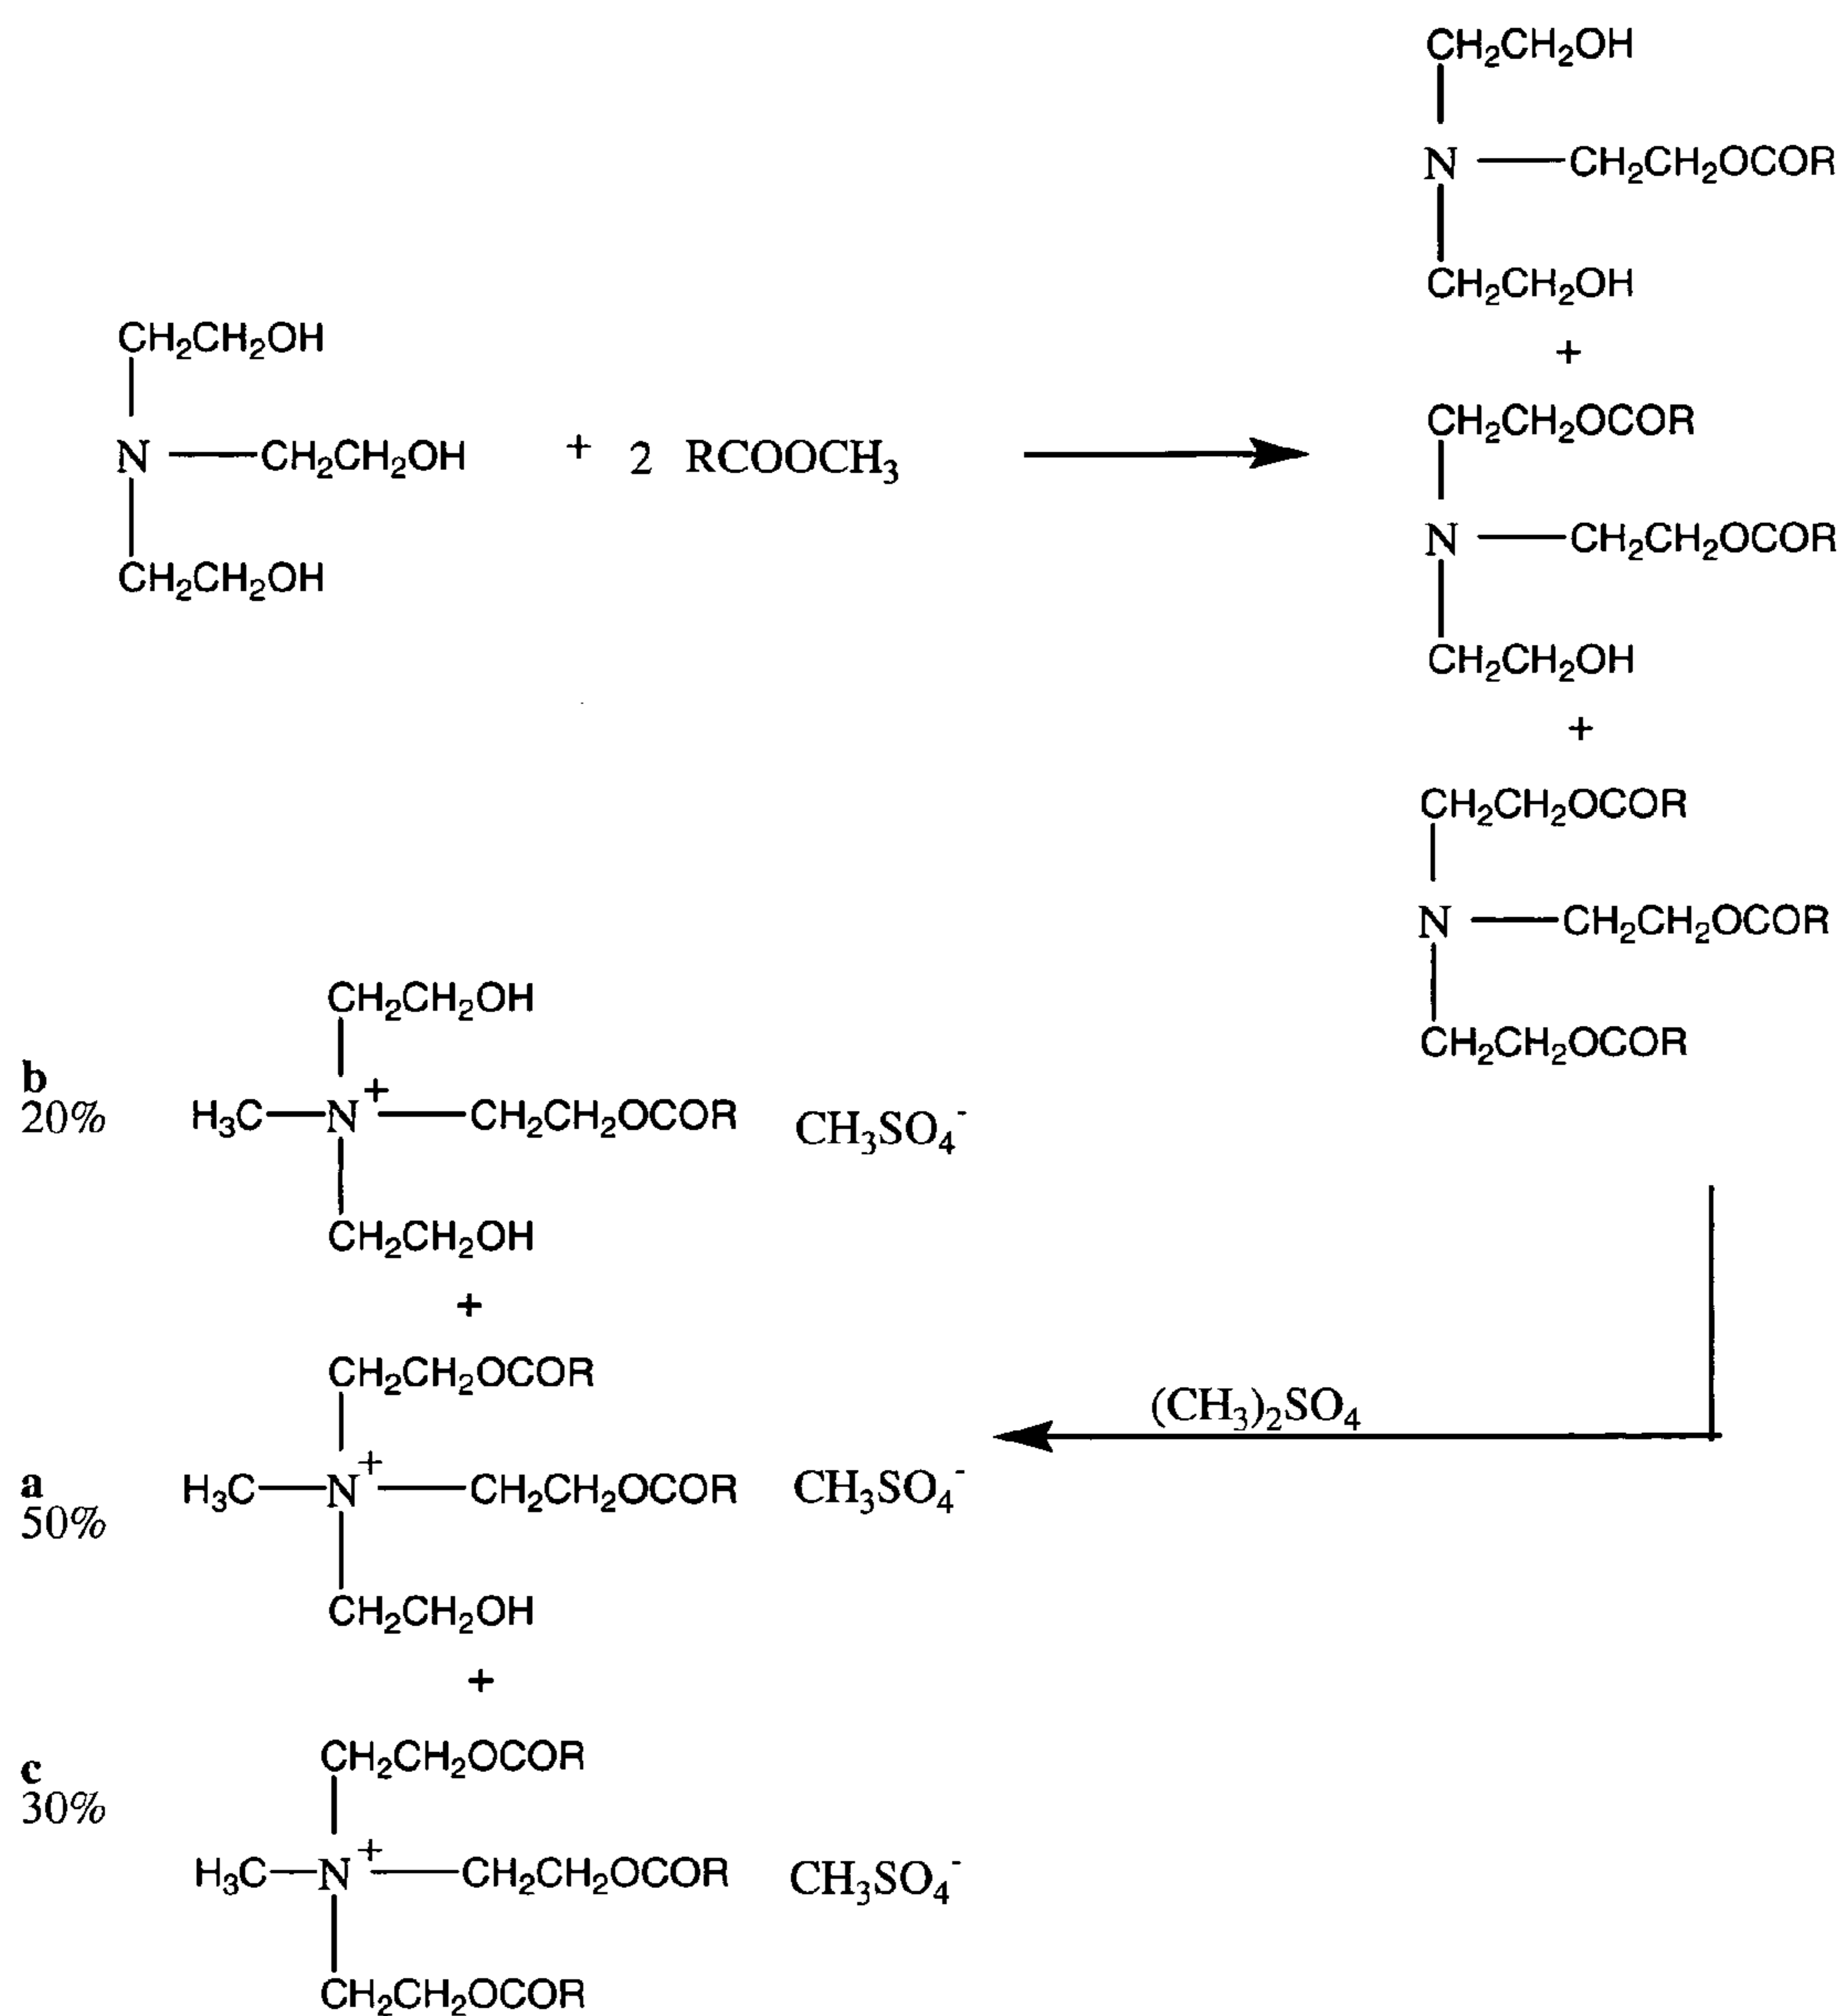 CH₂CH₂OH
N CH₂CH₂OCOR
CH₂CH₂OH
+
CH₂CH₂OH
N CH₂CH₂OH + 2 RCOOCH₃
CH₂CH₂OH
CH₂CH₂OCOR
N CH₂CH₂OCOR
CH₂CH₂OH
+
CH₂CH₂OCOR
N CH₂CH₂OCOR
CH₂CH₂OCOR
CH₂CH₂OH
b
20%
H₃C N⁺ CH₂CH₂OCOR CH₃SO₄⁻
CH₂CH₂OH
+
CH₂CH₂OCOR
(CH₃)₂SO₄
a
50%
H₃C N⁺ CH₂CH₂OCOR CH₃SO₄⁻
CH₂CH₂OH
+
CH₂CH₂OCOR
c
30%
H₃C N⁺ CH₂CH₂OCOR CH₃SO₄⁻
CH₂CH₂OCOR